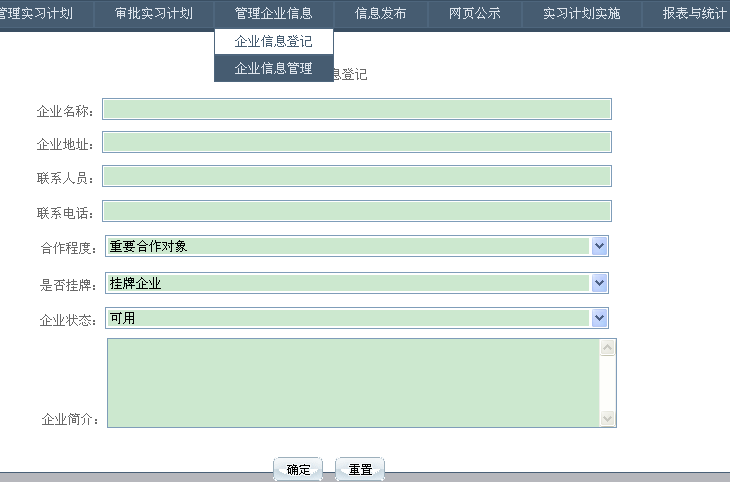 管理实习计划 审批实习计划 管理企业信息 信息发布 网页公示 实习计划实施 报表与统计
企业信息登记
企业信息管理
息登记
企业名称：
企业地址：
联系人员：
联系电话：
合作程度： 重要合作对象
是否挂牌： 挂牌企业
企业状态： 可用
企业简介：
确定 重置